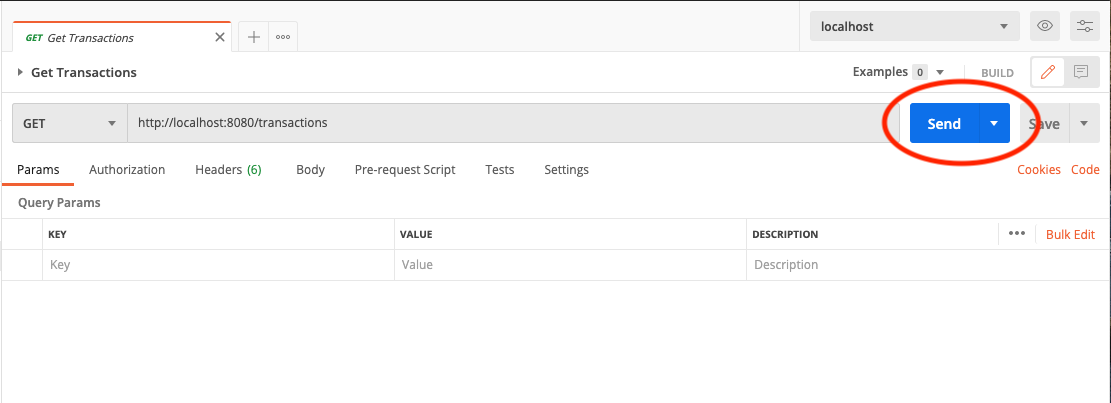 GET Get Transactions
localhost
Get Transactions
Examples 0
BUILD
GET
http://localhost:8080/transactions
Send
Save
Params Authorization Headers (6) Body Pre-request Script Tests Settings
Cookies Code
Query Params
KEY VALUE DESCRIPTION
Bulk Edit
Key Value Description